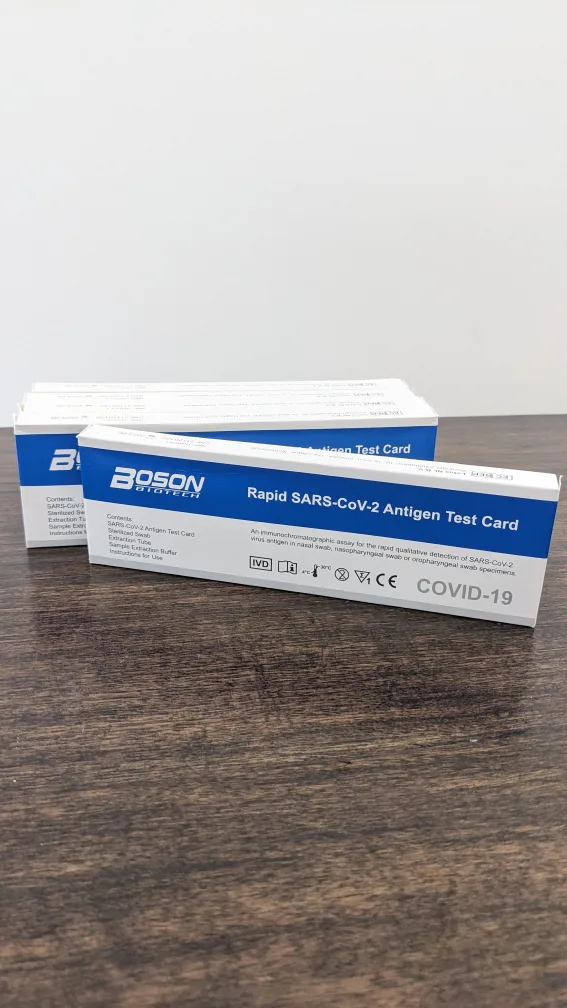 BOSON
BIOTECH
Rapid SARS-CoV-2 Antigen Test Card
Contents:
SARS-CoV-2 Antigen Test Card
Sterilized Swab
Extraction Tube
Sample Extraction Buffer
Instructions for Use
An immunochromatographic assay for the rapid qualitative detection of SARS-CoV-2
virus antigen in nasal swab, nasopharyngeal swab or oropharyngeal swab specimens
IVD
4°C
30°C
1
CE
COVID-19
Antigen Test Card
Contents:
SARS-CoV-2
Sterilized
Extraction
Sample
Instructions